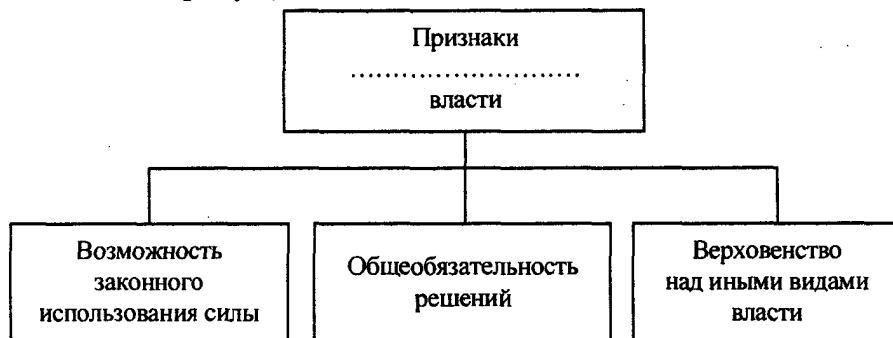 Признаки
..............................
власти
Возможность
законного
использования силы
Общеобязательность
решений
Верховенство
над иными видами
власти